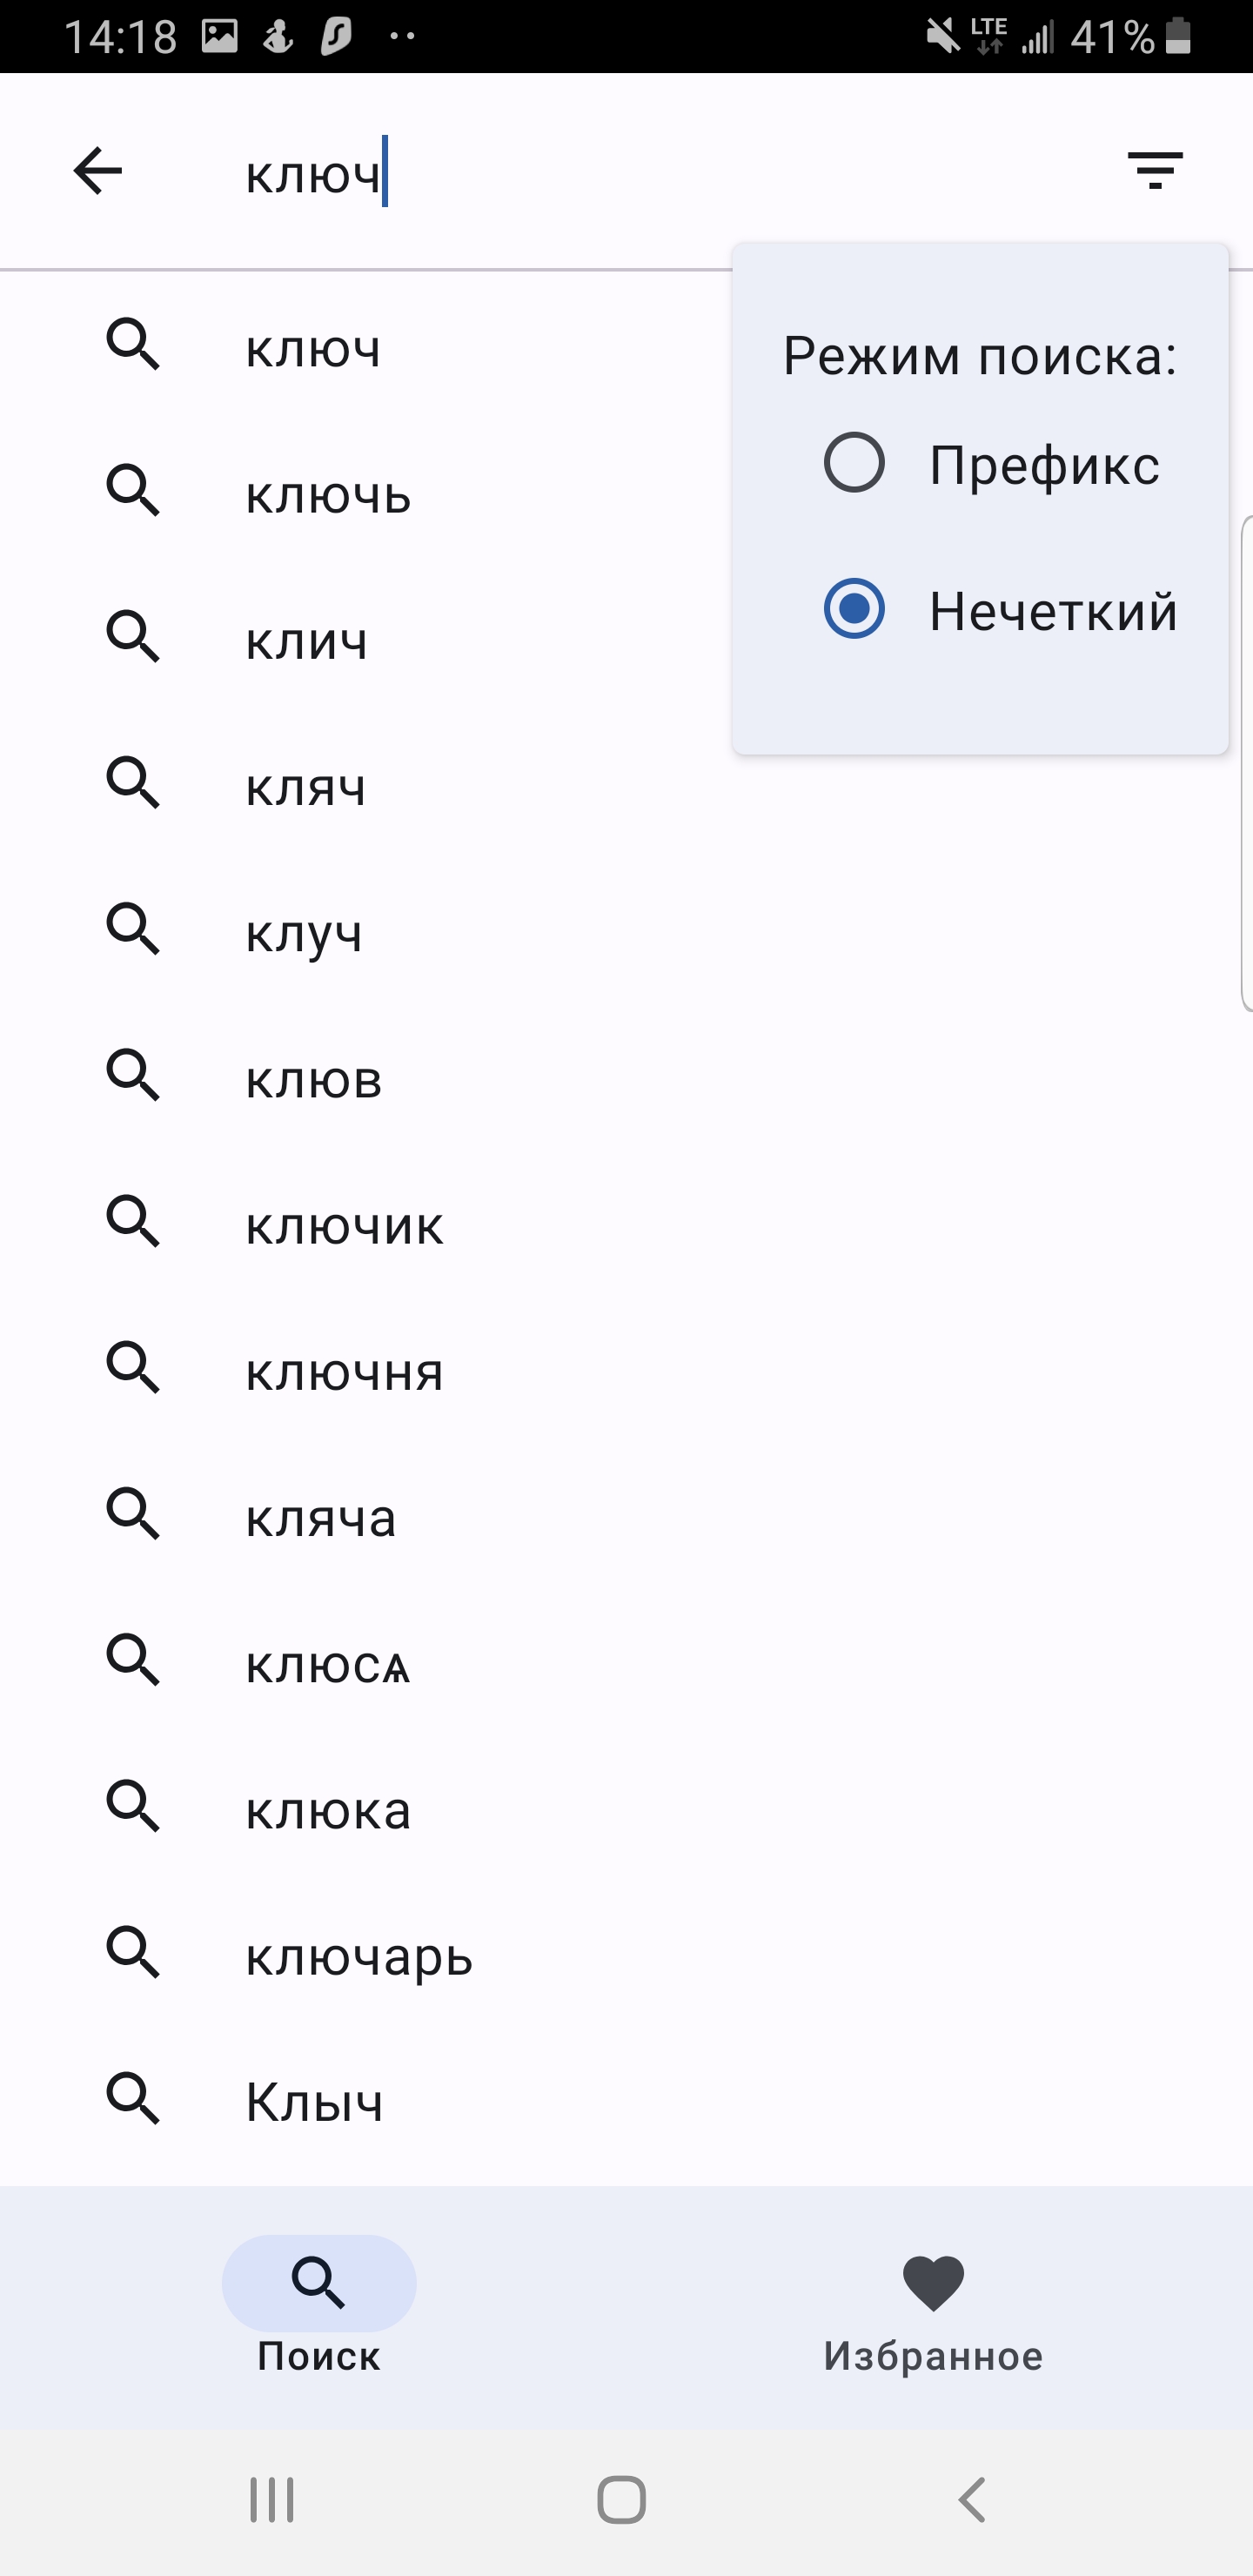 14:18 LTE 41%
ключ
ключ
ключь
клич
кляч
клуч
клюв
ключик
ключня
кляча
клюсѧ
клюка
ключарь
Клыч
Режим поиска:
Префикс
Нечеткий
Поиск
Избранное